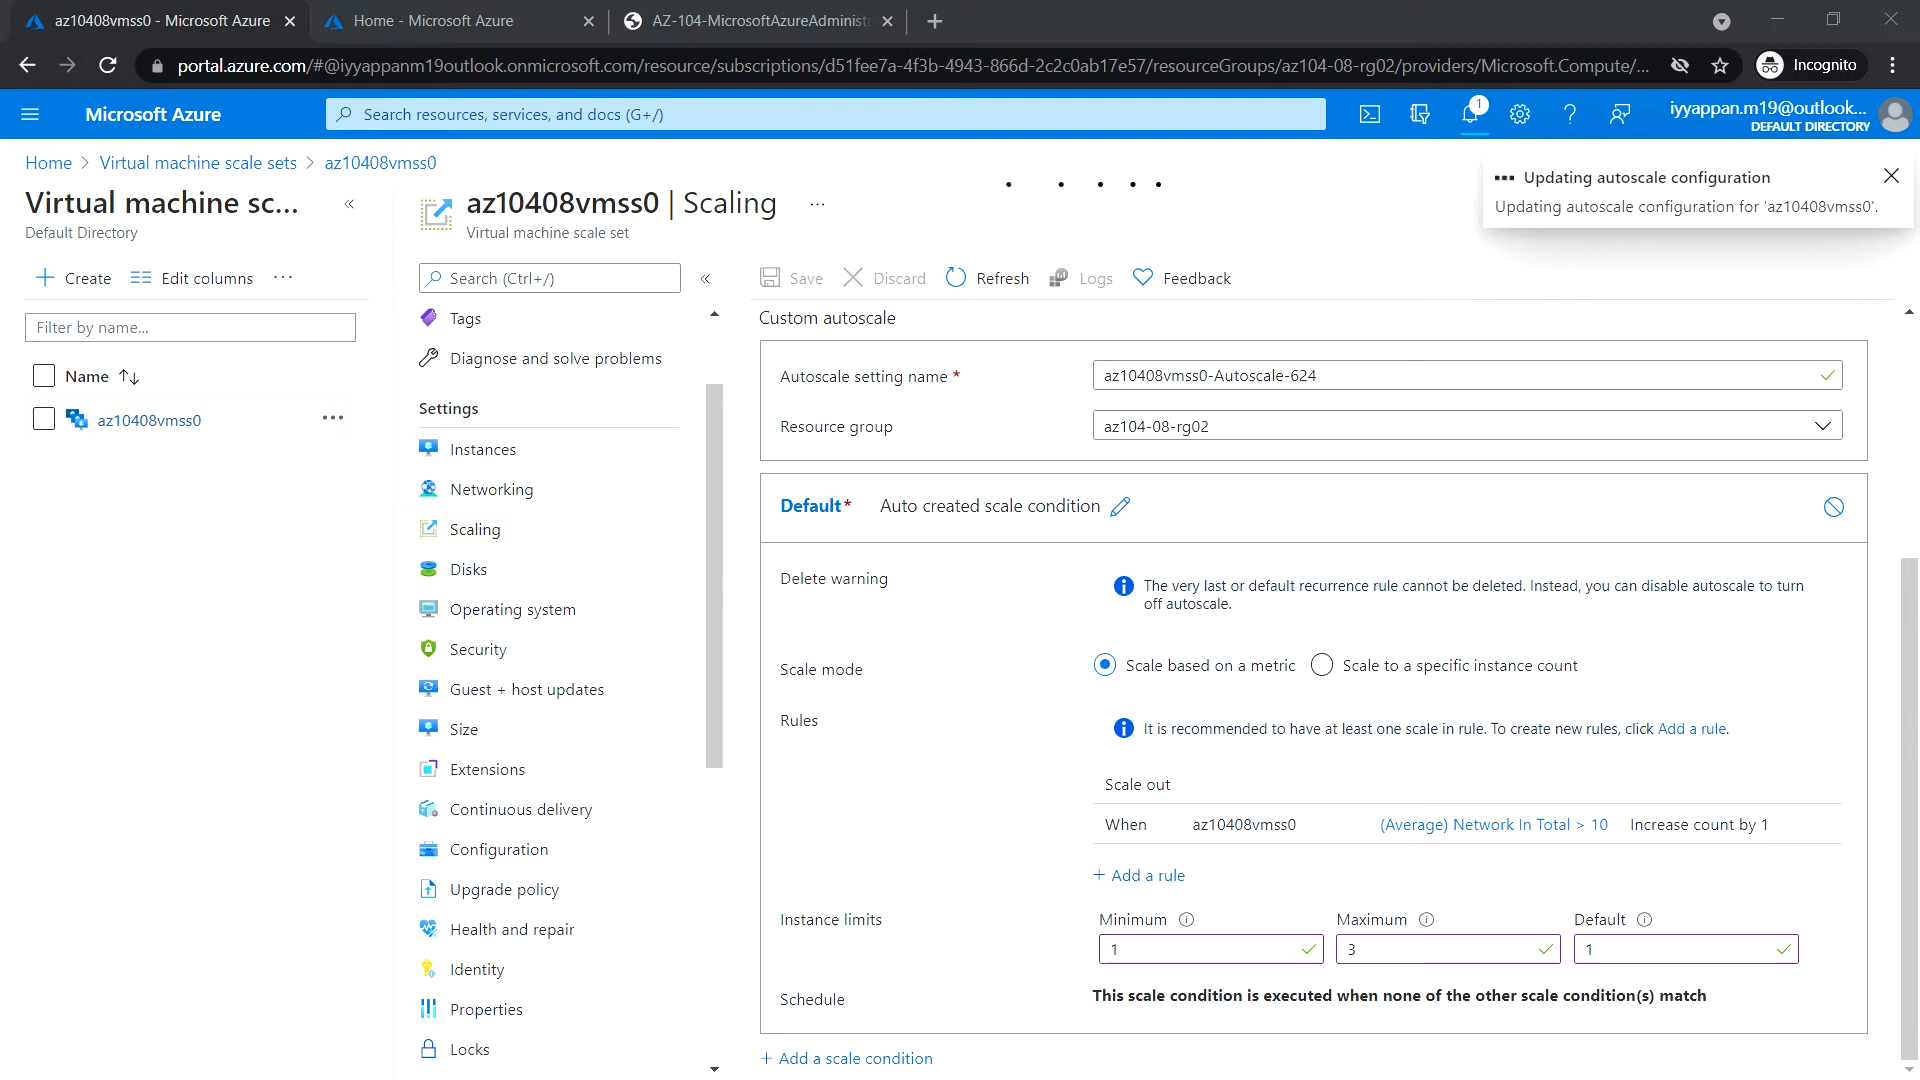 az10408vmss0 - Microsoft Azure
Home - Microsoft Azure
AZ-104-MicrosoftAzureAdminist
portal.azure.com/#@iyyappanm19outlook.onmicrosoft.com/resource/subscriptions/d51fee7a-4f3b-4943-866d-2c2c0ab17e57/resourceGroups/az104-08-rg02/providers/Microsoft.Compute/...
Incognito
Microsoft Azure
Search resources, services, and docs (G+/)
1
iyyappan.m19@outlook...
DEFAULT DIRECTORY
Home > Virtual machine scale sets > az10408vmss0
Updating autoscale configuration
Updating autoscale configuration for 'az10408vmss0'.
Virtual machine sc...
Default Directory
Create
Edit columns
Filter by name...
Name
az10408vmss0
az10408vmss0 | Scaling
Virtual machine scale set
Search (Ctrl+/)
Tags
Diagnose and solve problems
Settings
Instances
Networking
Scaling
Disks
Operating system
Security
Guest + host updates
Size
Extensions
Continuous delivery
Configuration
Upgrade policy
Health and repair
Identity
Properties
Locks
Save
Discard
Refresh
Logs
Feedback
Custom autoscale
Autoscale setting name *
az10408vmss0-Autoscale-624
Resource group
az104-08-rg02
Default* Auto created scale condition
Delete warning
The very last or default recurrence rule cannot be deleted. Instead, you can disable autoscale to turn
off autoscale.
Scale mode
Scale based on a metric
Scale to a specific instance count
Rules
It is recommended to have at least one scale in rule. To create new rules, click Add a rule.
Scale out
When az10408vmss0 (Average) Network In Total > 10 Increase count by 1
+ Add a rule
Instance limits
Minimum
Maximum
Default
1
3
1
Schedule
This scale condition is executed when none of the other scale condition(s) match
+ Add a scale condition